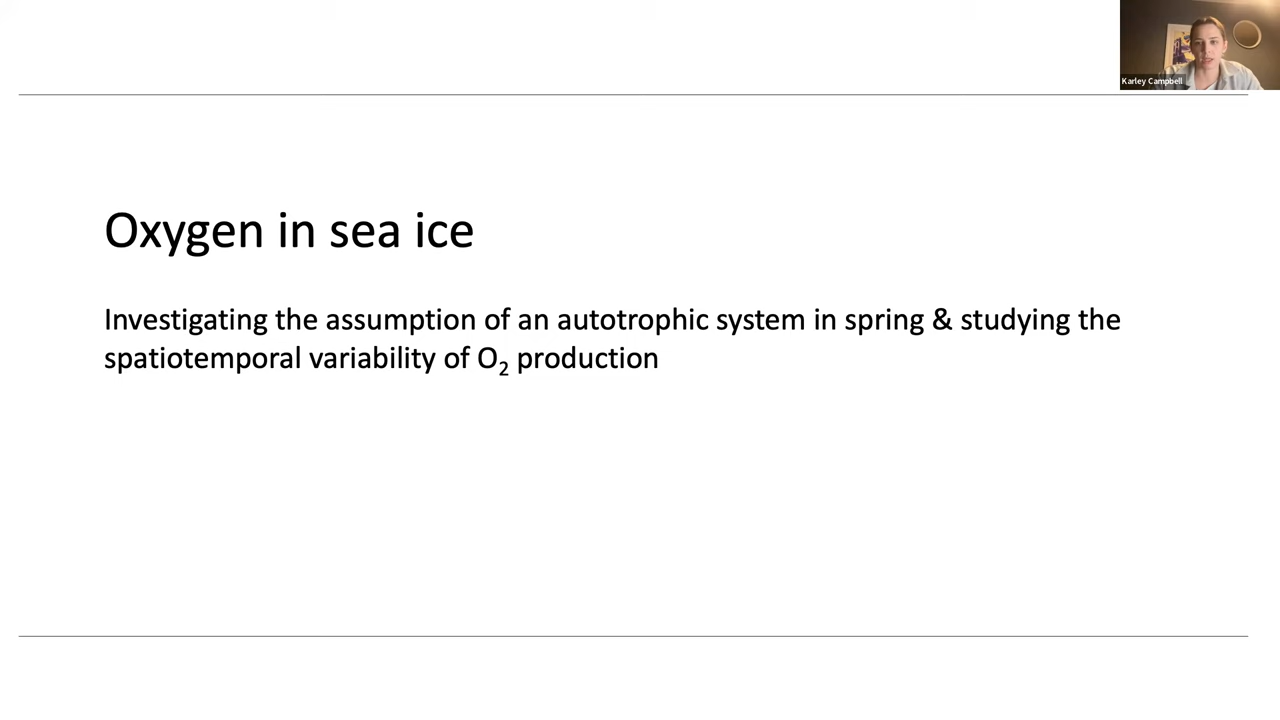 Karley Campbell
Oxygen in sea ice
Investigating the assumption of an autotrophic system in spring & studying the
spatiotemporal variability of O₂ production